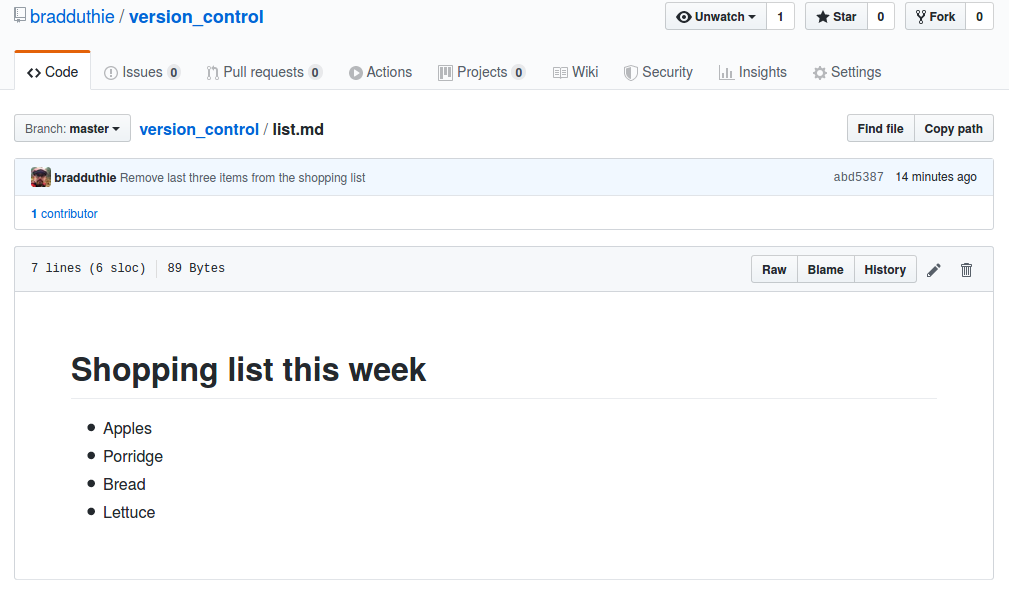 bradduthie / version_control Unwatch 1 Star 0 Fork 0
Code Issues 0 Pull requests 0 Actions Projects 0 Wiki Security Insights Settings
Branch: master version_control / list.md Find file Copy path
bradduthie Remove last three items from the shopping list abd5387 14 minutes ago
1 contributor
7 lines (6 sloc) 89 Bytes Raw Blame History
Shopping list this week
Apples
Porridge
Bread
Lettuce